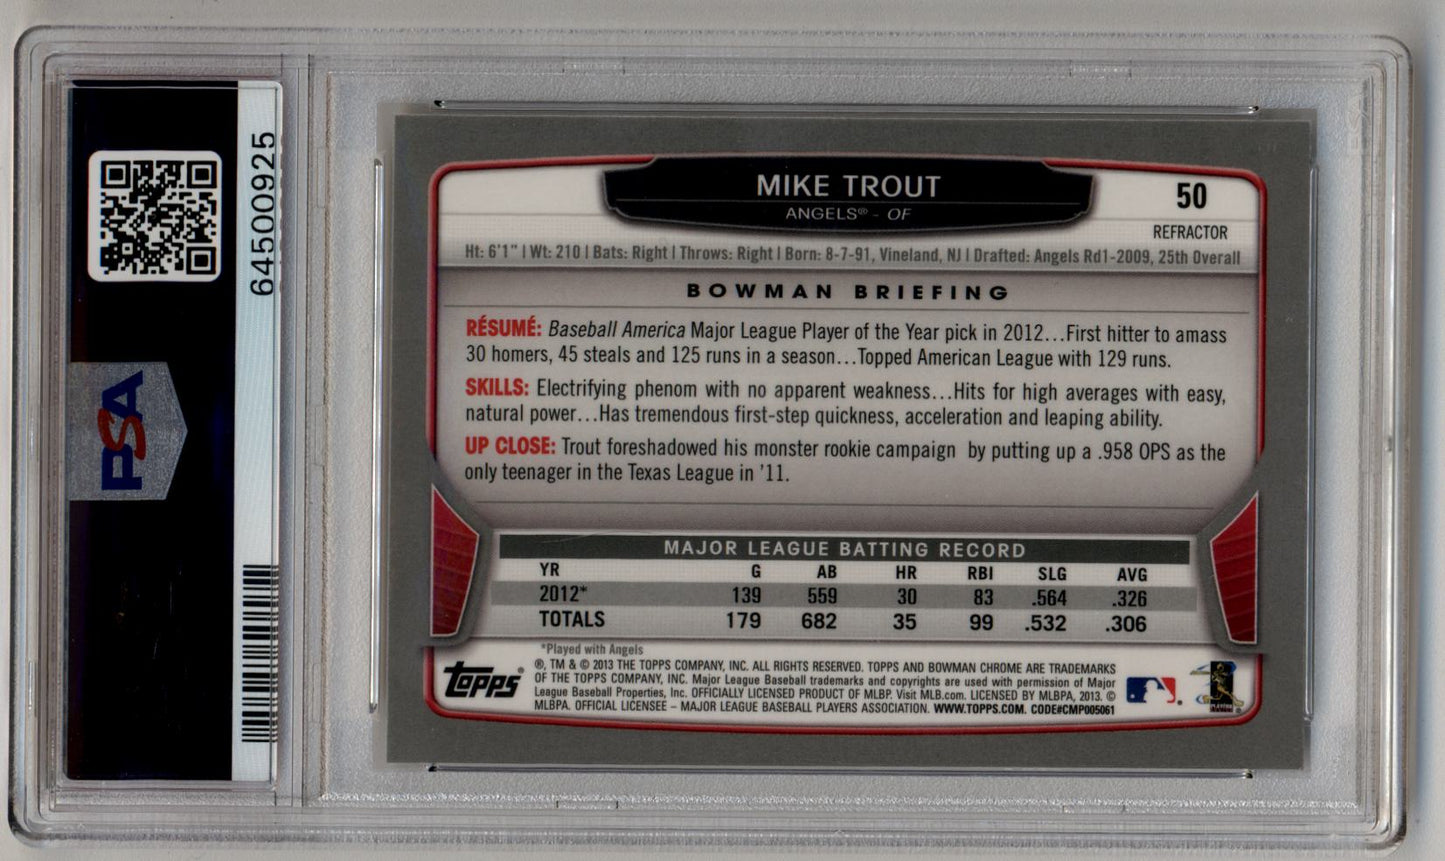 64500925
PSA
MIKE TROUT
ANGELS® - OF
50
REFRACTOR
Ht: 6'1" | Wt: 210 | Bats: Right | Throws: Right | Born: 8-7-91, Vineland, NJ | Drafted: Angels Rd1-2009, 25th Overall
BOWMAN BRIEFING
RÉSUMÉ: Baseball America Major League Player of the Year pick in 2012...First hitter to amass
30 homers, 45 steals and 125 runs in a season...Topped American League with 129 runs.
SKILLS: Electrifying phenom with no apparent weakness...Hits for high averages with easy,
natural power...Has tremendous first-step quickness, acceleration and leaping ability.
UP CLOSE: Trout foreshadowed his monster rookie campaign by putting up a .958 OPS as the
only teenager in the Texas League in '11.
MAJOR LEAGUE BATTING RECORD
YR G AB HR RBI SLG AVG
2012* 139 559 30 83 .564 .326
TOTALS 179 682 35 99 .532 .306
*Played with Angels
®, TM & © 2013 THE TOPPS COMPANY, INC. ALL RIGHTS RESERVED. TOPPS AND BOWMAN CHROME ARE TRADEMARKS
OF THE TOPPS COMPANY, INC. Major League Baseball trademarks and copyrights are used with permission of Major
League Baseball Properties, Inc. OFFICIALLY LICENSED PRODUCT OF MLBP. Visit MLB.com. LICENSED BY MLBPA, 2013. ©
MLBPA. OFFICIAL LICENSEE – MAJOR LEAGUE BASEBALL PLAYERS ASSOCIATION. WWW.TOPPS.COM. CODE#CMP005061
Topps®